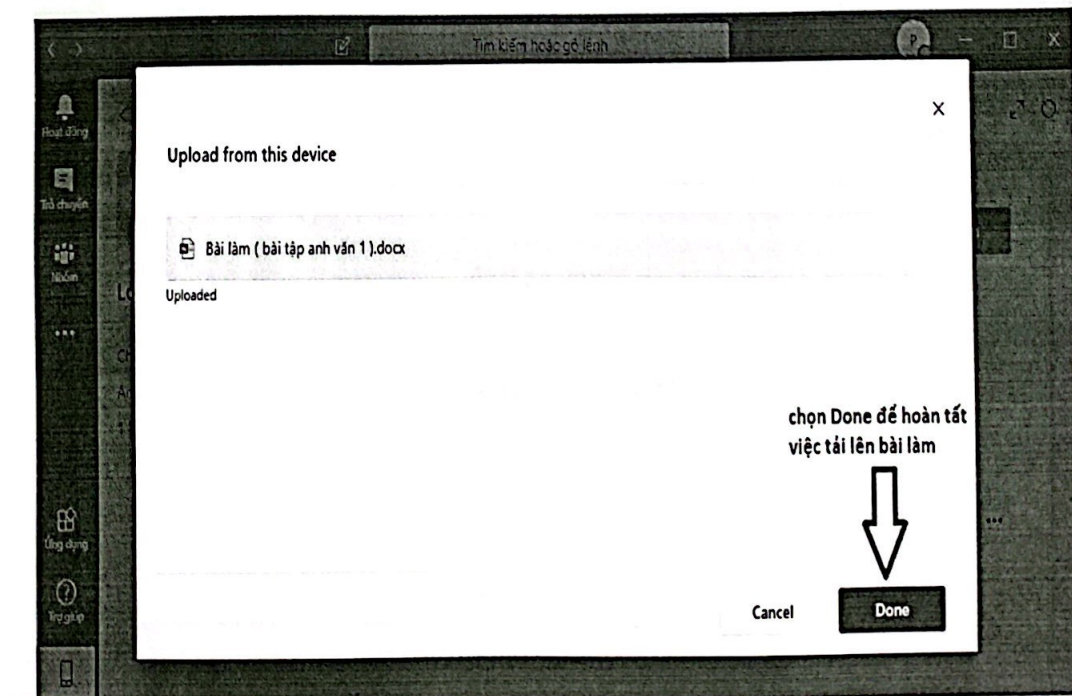 Tìm kiếm hoặc gõ lệnh
P
Hoạt động
Trò chuyện
Nhóm
Ứng dụng
Trợ giúp
X
Upload from this device
Bài làm ( bài tập anh văn 1 ).docx
Uploaded
chọn Done để hoàn tất
việc tải lên bài làm
Cancel
Done